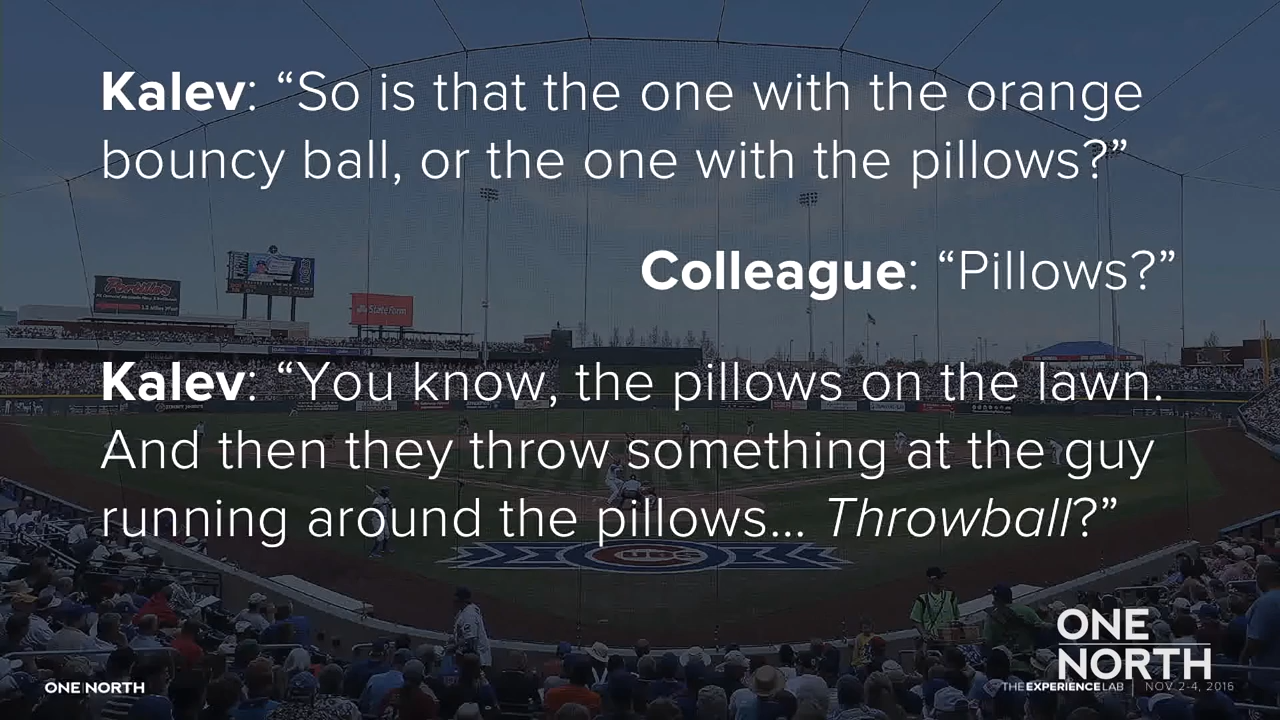 Kalev: “So is that the one with the orange
bouncy ball, or the one with the pillows?”
Colleague: “Pillows?”
Portillo's
StateFarm
Kalev: “You know, the pillows on the lawn.
And then they throw something at the guy
running around the pillows... Throwball?”
ONE
NORTH
ONE NORTH
THE EXPERIENCE LAB | NOV 2-4, 2016